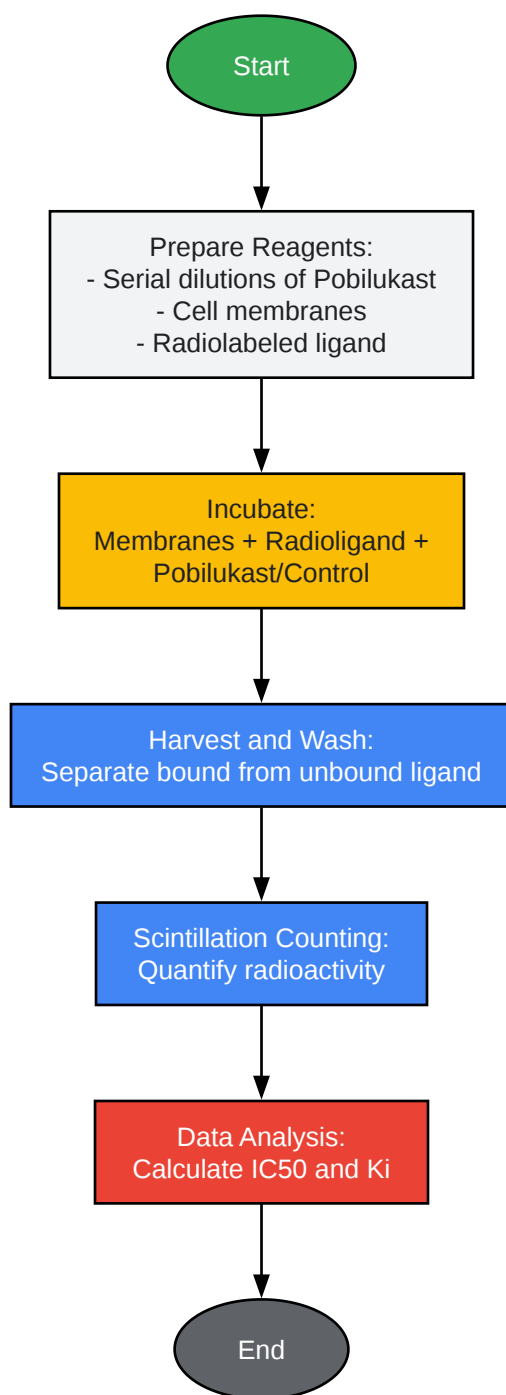 Start
Prepare Reagents:
- Serial dilutions of Pobilukast
- Cell membranes
- Radiolabeled ligand
Incubate:
Membranes + Radioligand +
Pobilukast/Control
Harvest and Wash:
Separate bound from unbound ligand
Scintillation Counting:
Quantify radioactivity
Data Analysis:
Calculate IC50 and Ki
End